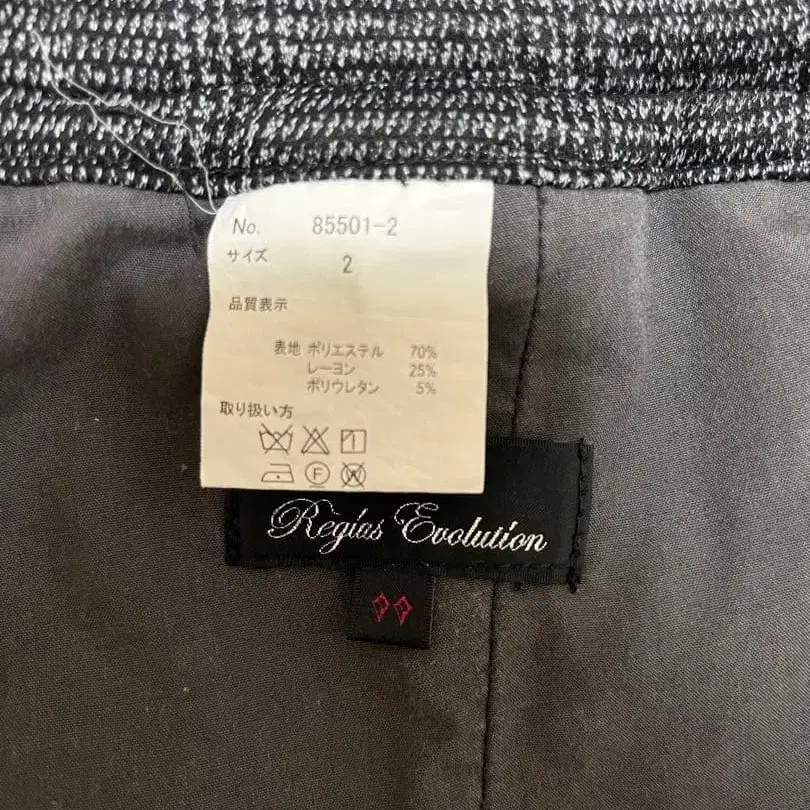 No. 85501-2
サイズ 2
品質表示
表地 ポリエステル 70%
レーヨン 25%
ポリウレタン 5%
取り扱い方
F W
Regias Evolution